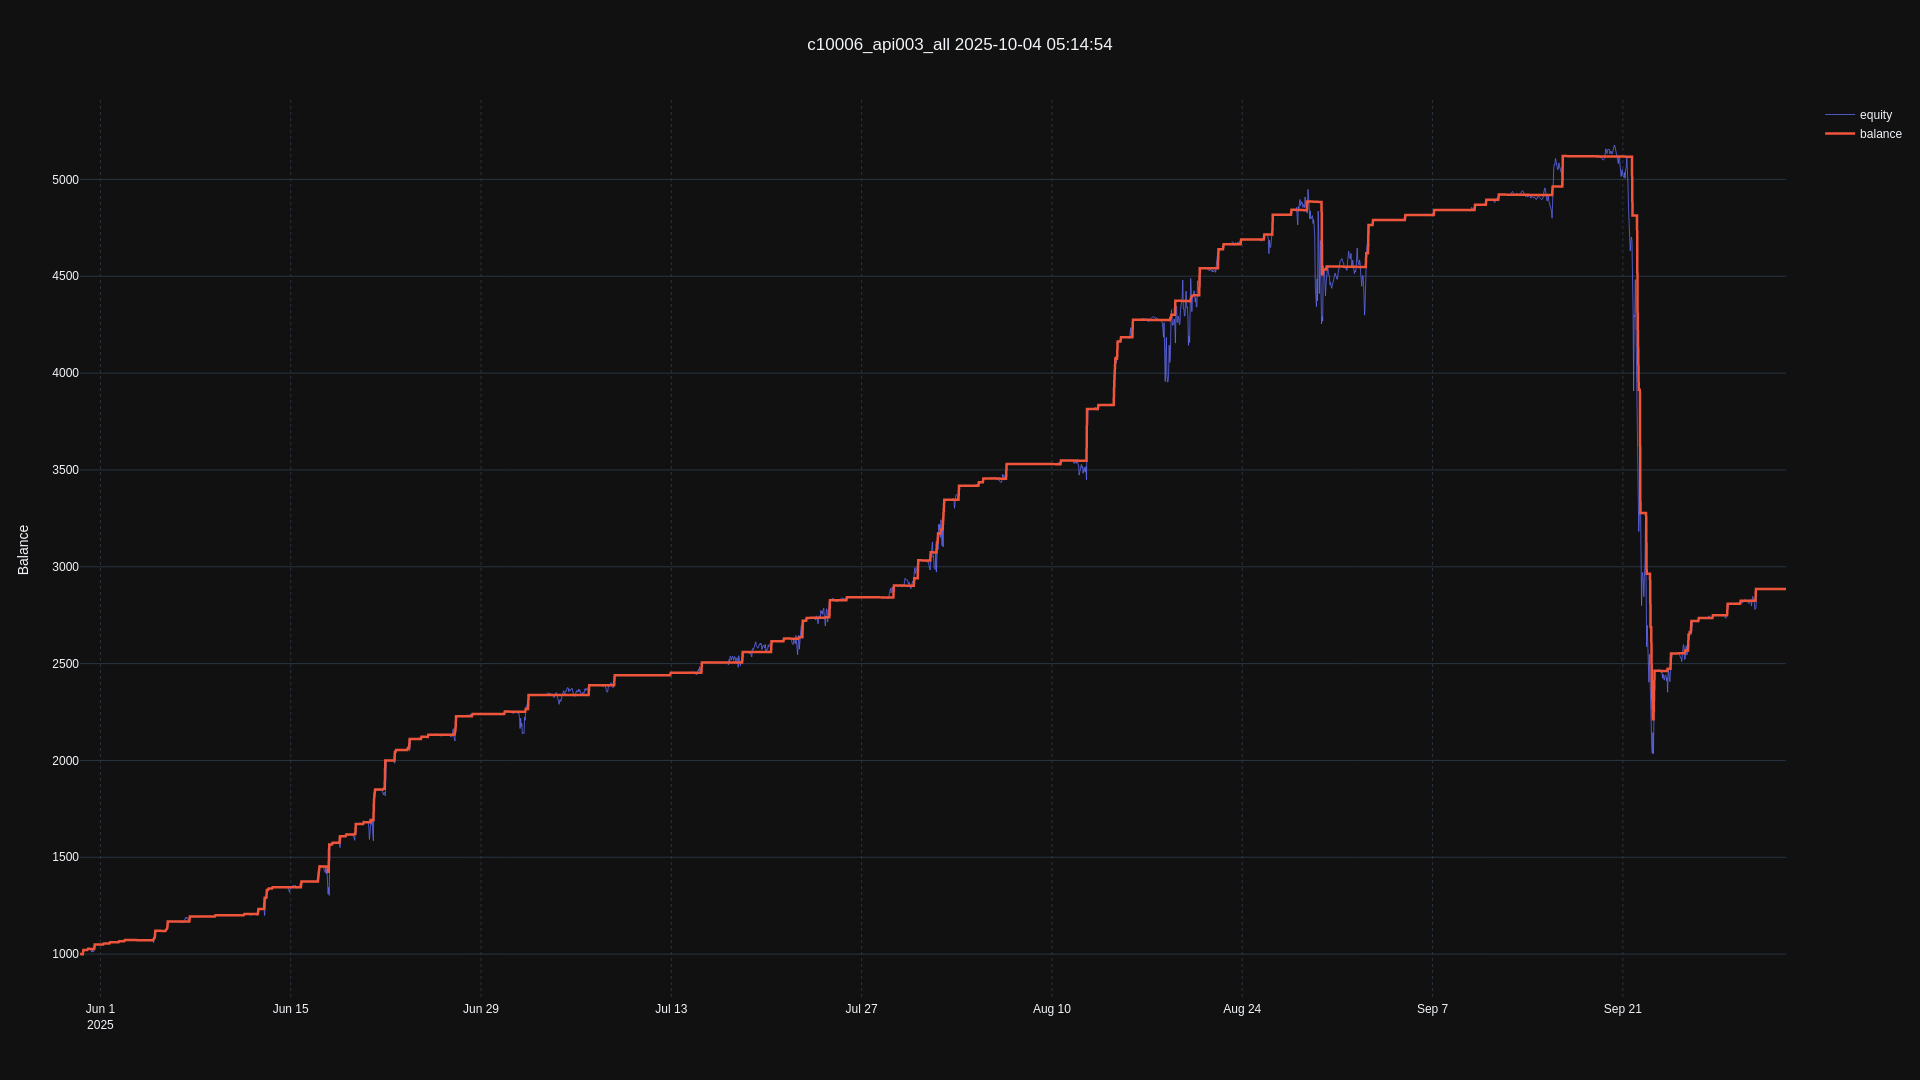 c10006_api003_all 2025-10-04 05:14:54
equity
balance
Balance
5000
4500
4000
3500
3000
2500
2000
1500
1000
Jun 1
2025
Jun 15
Jun 29
Jul 13
Jul 27
Aug 10
Aug 24
Sep 7
Sep 21